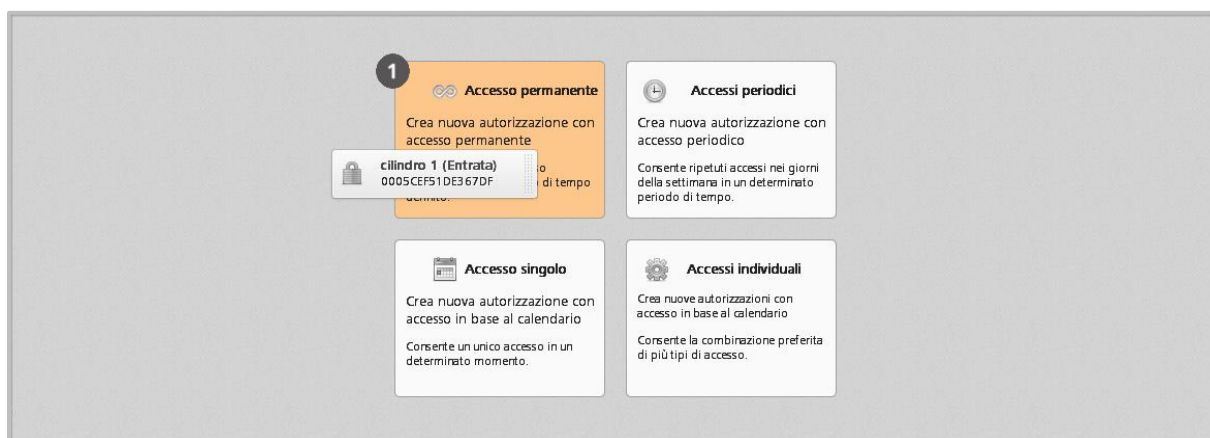 1
Accesso permanente
Crea nuova autorizzazione con
accesso permanente
cilindro 1 (Entrata)
0005CEF51DE367DF
di tempo
definito.
Accessi periodici
Crea nuova autorizzazione con
accesso periodico
Consente ripetuti accessi nei giorni
della settimana in un determinato
periodo di tempo.
Accesso singolo
Crea nuova autorizzazione con
accesso in base al calendario
Consente un unico accesso in un
determinato momento.
Accessi individuali
Crea nuove autorizzazioni con
accesso in base al calendario
Consente la combinazione preferita
di più tipi di accesso.